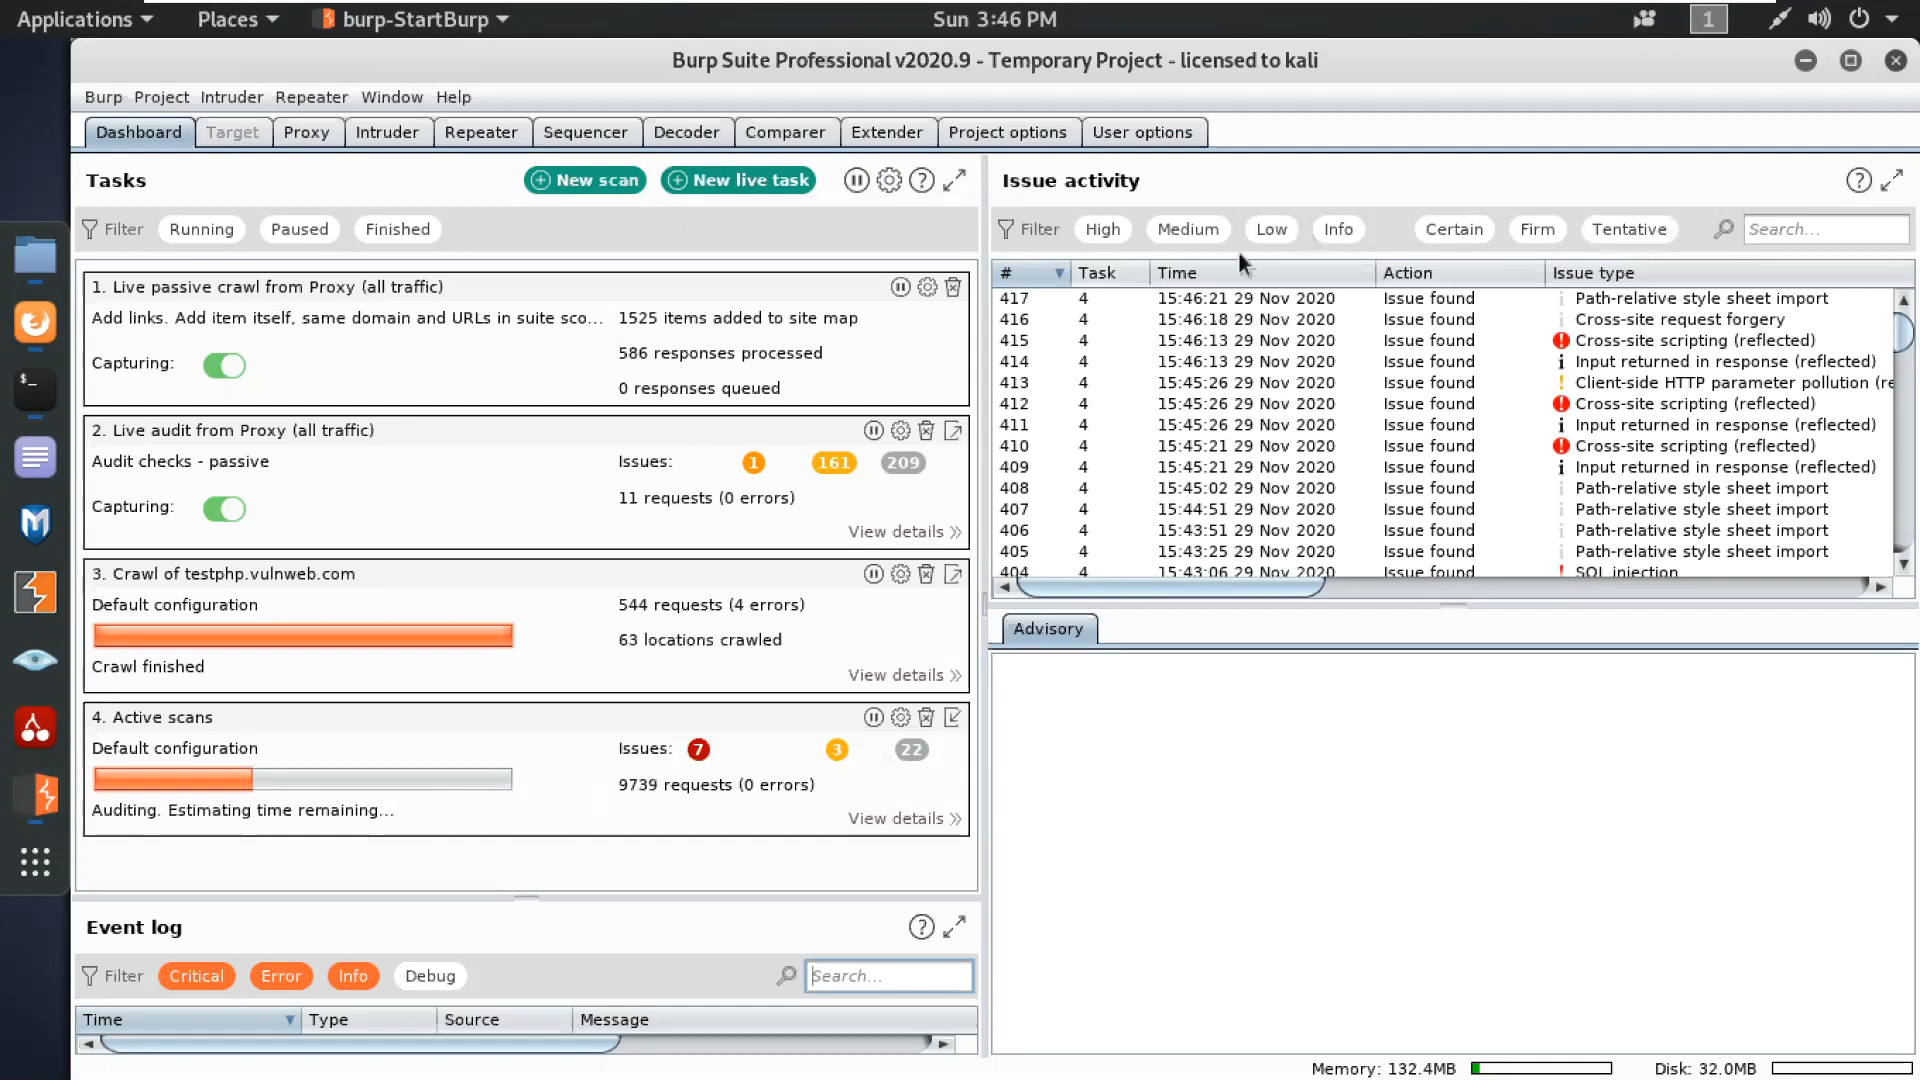 Applications Places burp-StartBurp Sun 3:46 PM 1
Burp Suite Professional v2020.9 - Temporary Project - licensed to kali
Burp Project Intruder Repeater Window Help
Dashboard Target Proxy Intruder Repeater Sequencer Decoder Comparer Extender Project options User options
Tasks New scan New live task
Filter Running Paused Finished
1. Live passive crawl from Proxy (all traffic)
Add links. Add item itself, same domain and URLs in suite sco... 1525 items added to site map
586 responses processed
Capturing:
0 responses queued
2. Live audit from Proxy (all traffic)
Audit checks - passive Issues: 1 161 209
Capturing: 11 requests (0 errors)
View details
3. Crawl of testphp.vulnweb.com
Default configuration 544 requests (4 errors)
63 locations crawled
Crawl finished
View details
4. Active scans
Default configuration Issues: 7 3 22
9739 requests (0 errors)
Auditing. Estimating time remaining...
View details
Event log
Filter Critical Error Info Debug Search...
Time Type Source Message
Issue activity
Filter High Medium Low Info Certain Firm Tentative Search...
# Task Time Action Issue type
417 4 15:46:21 29 Nov 2020 Issue found Path-relative style sheet import
416 4 15:46:18 29 Nov 2020 Issue found Cross-site request forgery
415 4 15:46:13 29 Nov 2020 Issue found Cross-site scripting (reflected)
414 4 15:46:13 29 Nov 2020 Issue found Input returned in response (reflected)
413 4 15:45:26 29 Nov 2020 Issue found Client-side HTTP parameter pollution (re
412 4 15:45:26 29 Nov 2020 Issue found Cross-site scripting (reflected)
411 4 15:45:26 29 Nov 2020 Issue found Input returned in response (reflected)
410 4 15:45:21 29 Nov 2020 Issue found Cross-site scripting (reflected)
409 4 15:45:21 29 Nov 2020 Issue found Input returned in response (reflected)
408 4 15:45:02 29 Nov 2020 Issue found Path-relative style sheet import
407 4 15:44:51 29 Nov 2020 Issue found Path-relative style sheet import
406 4 15:43:51 29 Nov 2020 Issue found Path-relative style sheet import
405 4 15:43:25 29 Nov 2020 Issue found Path-relative style sheet import
404 4 15:43:06 29 Nov 2020 Issue found SQL injection
Advisory
Memory: 132.4MB Disk: 32.0MB